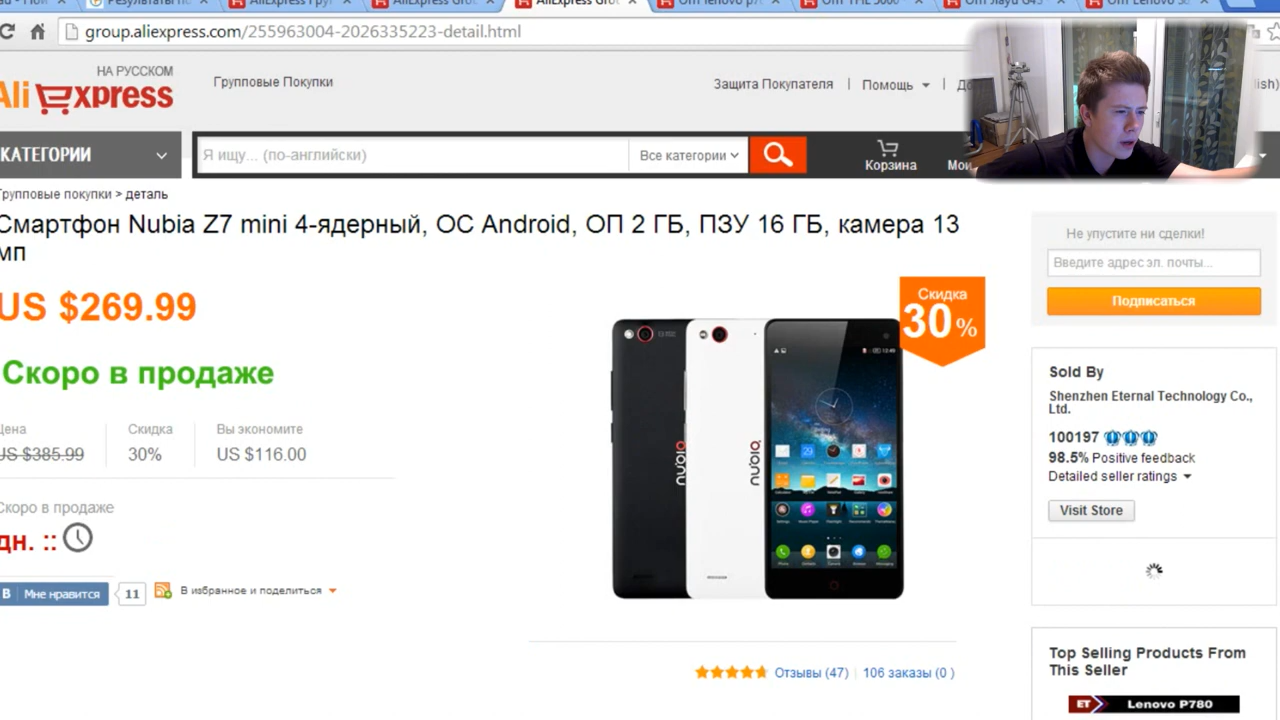 AliExpress Gro
group.aliexpress.com/255963004-2026335223-detail.html
НА РУССКОМ
AliExpress
Групповые Покупки
Защита Покупателя
Помощь
КАТЕГОРИИ
Я ищу... (по-английски)
Все категории
Корзина
Мои
Групповые покупки > деталь
Смартфон Nubia Z7 mini 4-ядерный, ОС Android, ОП 2 ГБ, ПЗУ 16 ГБ, камера 13
мп
US $269.99
Скоро в продаже
Цена
Скидка
Вы экономите
US $385.99
30%
US $116.00
Скоро в продаже
дн. ::
В Мне нравится
11
В избранное и поделиться
Скидка
30%
nubia
nubia
Отзывы (47)
106 заказы (0 )
Не упустите ни сделки!
Введите адрес эл. почты...
Подписаться
Sold By
Shenzhen Eternal Technology Co.,
Ltd.
100197
98.5% Positive feedback
Detailed seller ratings
Visit Store
Top Selling Products From
This Seller
ET Lenovo P780